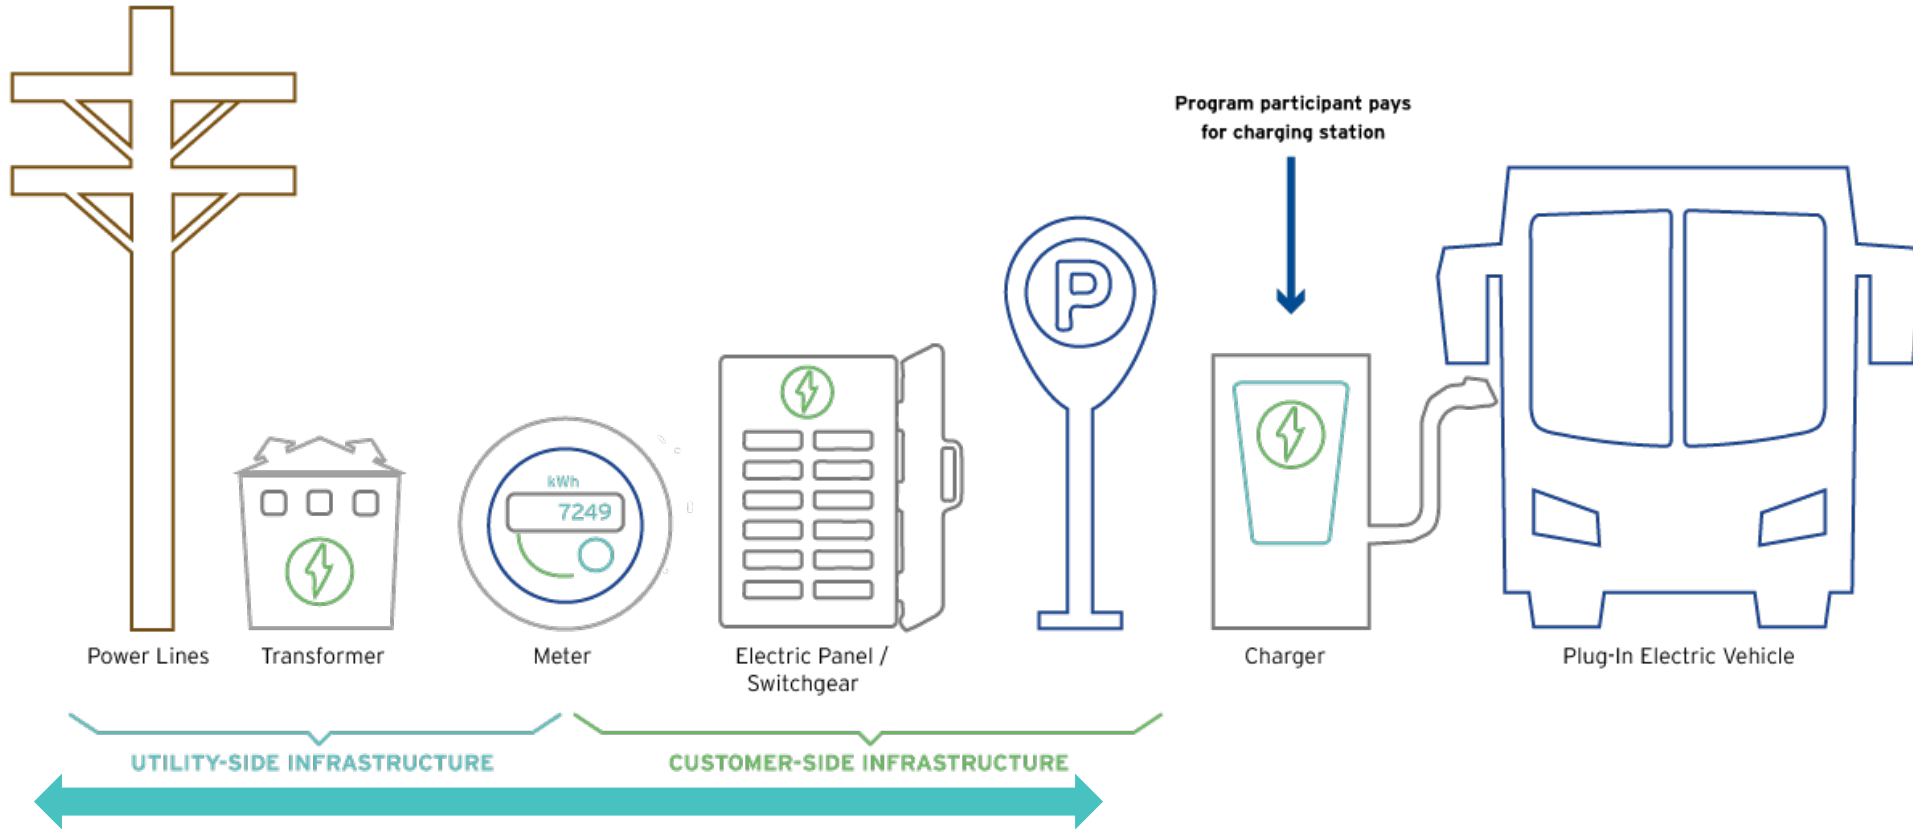 Program participant pays
for charging station
P
kWh
7249
Power Lines
Transformer
Meter
Electric Panel /
Switchgear
Charger
Plug-In Electric Vehicle
UTILITY-SIDE INFRASTRUCTURE
CUSTOMER-SIDE INFRASTRUCTURE